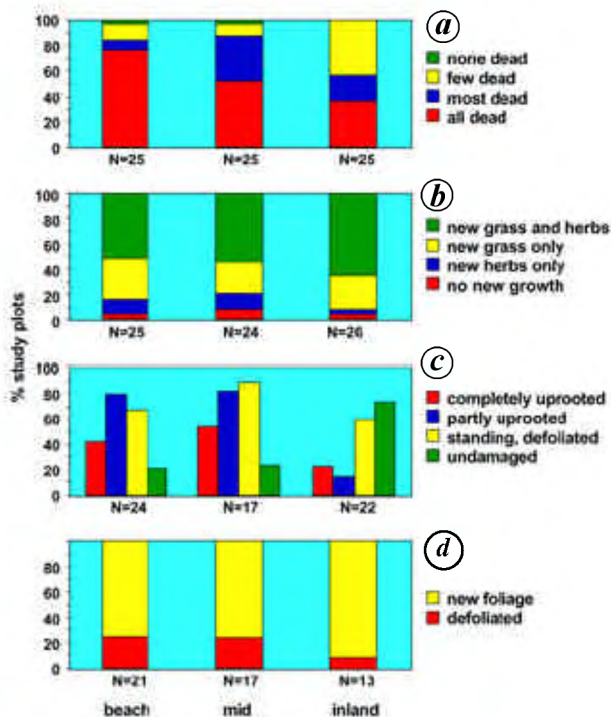 a
100
80
60
40
20
0
none dead
few dead
most dead
all dead
N=25 N=25 N=25
b
100
80
60
40
20
0
new grass and herbs
new grass only
new herbs only
no new growth
N=25 N=24 N=26
% study plots
c
100
80
60
40
20
0
completely uprooted
partly uprooted
standing, defoliated
undamaged
N=24 N=17 N=22
d
80
60
40
20
0
new foliage
defoliated
N=21 N=17 N=13
beach mid inland